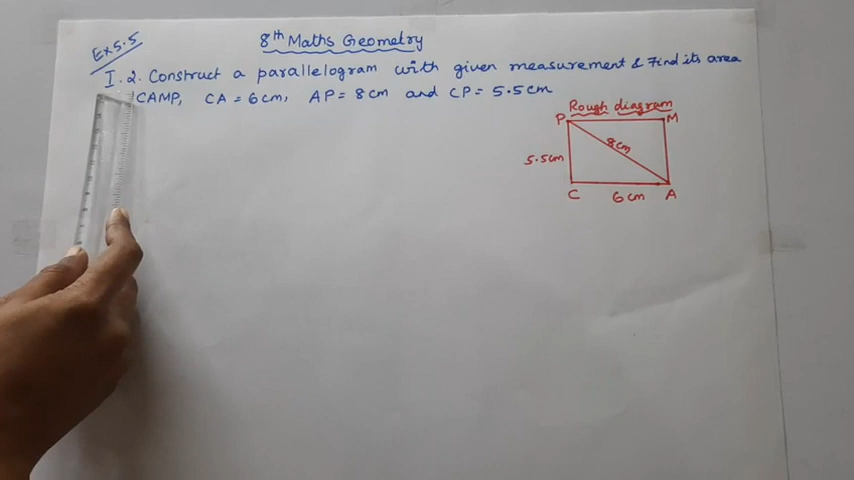 Ex 5.5
8th Maths Geometry
I. 2. Construct a parallelogram with given measurement & Find its area
CAMP, CA = 6cm, AP = 8cm and CP = 5.5cm
Rough diagram
P M
8cm
5.5cm
C 6cm A